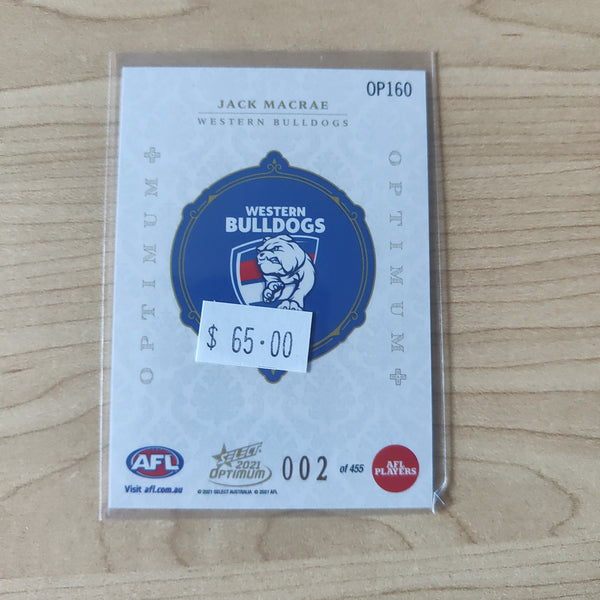 OP160
JACK MACRAE
WESTERN BULLDOGS
OPTIMUM
OPTIMUM
WESTERN
BULLDOGS
$ 65.00
AFL
Visit afl.com.au
SELECT
2021
OPTIMUM
© 2021 SELECT AUSTRALIA © 2021 AFL
002 of 455
AFL
PLAYERS